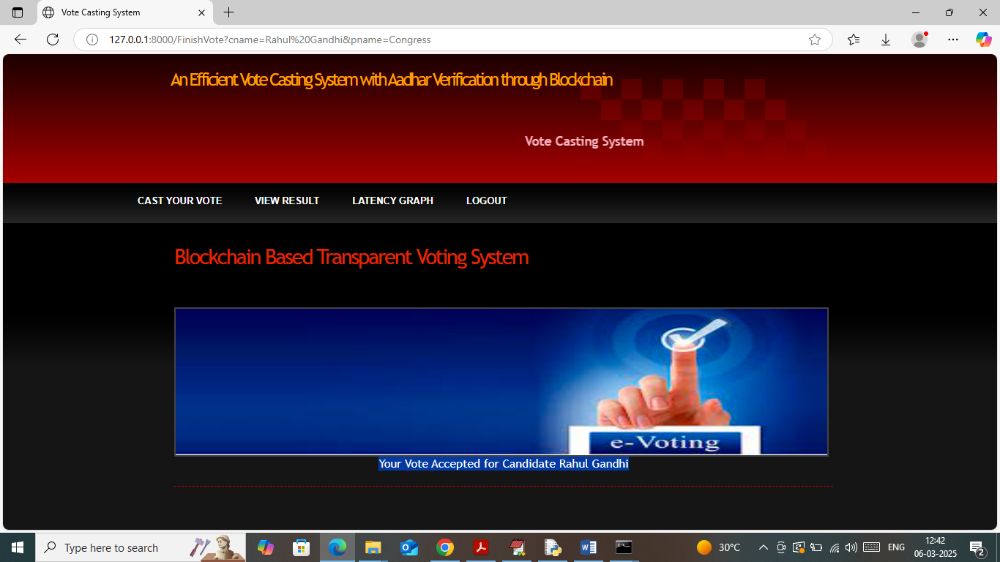 Vote Casting System
127.0.0.1:8000/FinishVote?cname=Rahul%20Gandhi&pname=Congress
An Efficient Vote Casting System with Aadhar Verification through Blockchain
Vote Casting System
CAST YOUR VOTE VIEW RESULT LATENCY GRAPH LOGOUT
Blockchain Based Transparent Voting System
e-Voting
Your Vote Accepted for Candidate Rahul Gandhi
Type here to search
30°C
ENG
12:42
06-03-2025
2